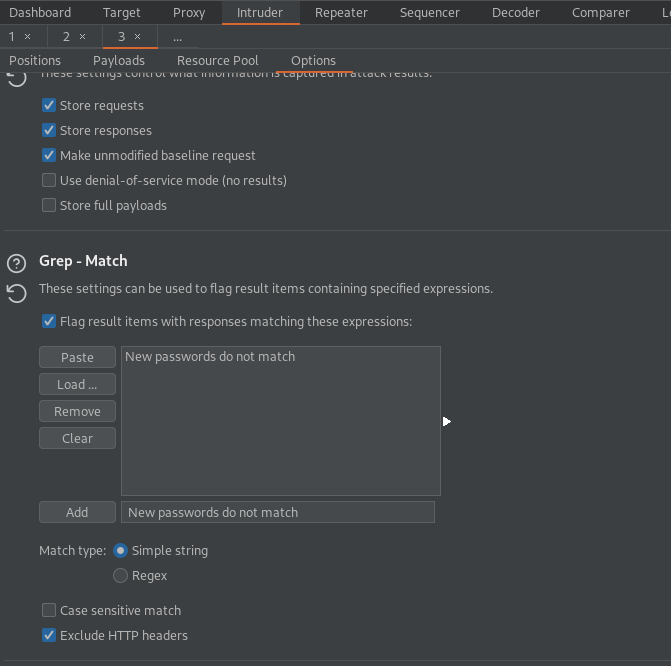 Dashboard Target Proxy Intruder Repeater Sequencer Decoder Comparer
1 × 2 × 3 × ...
Positions Payloads Resource Pool Options
These settings control what information is captured in attack results.
Store requests
Store responses
Make unmodified baseline request
Use denial-of-service mode (no results)
Store full payloads
? Grep - Match
These settings can be used to flag result items containing specified expressions.
Flag result items with responses matching these expressions:
Paste New passwords do not match
Load ...
Remove
Clear
Add New passwords do not match
Match type: Simple string
Regex
Case sensitive match
Exclude HTTP headers